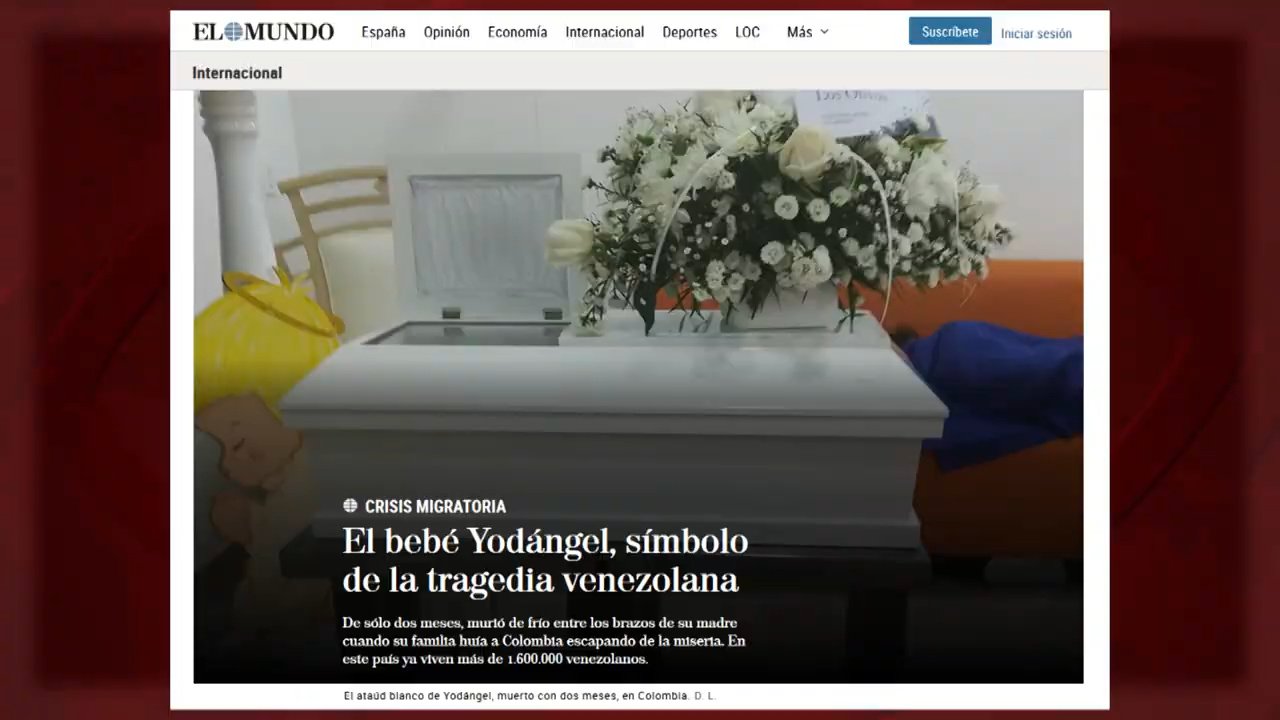 EL MUNDO
España Opinión Economía Internacional Deportes LOC Más
Suscríbete
Iniciar sesión
Internacional
CRISIS MIGRATORIA
El bebé Yodángel, símbolo
de la tragedia venezolana
De sólo dos meses, murió de frío entre los brazos de su madre
cuando su familia huía a Colombia escapando de la miseria. En
este país ya viven más de 1.600.000 venezolanos.
El ataúd blanco de Yodángel, muerto con dos meses, en Colombia. D. L.